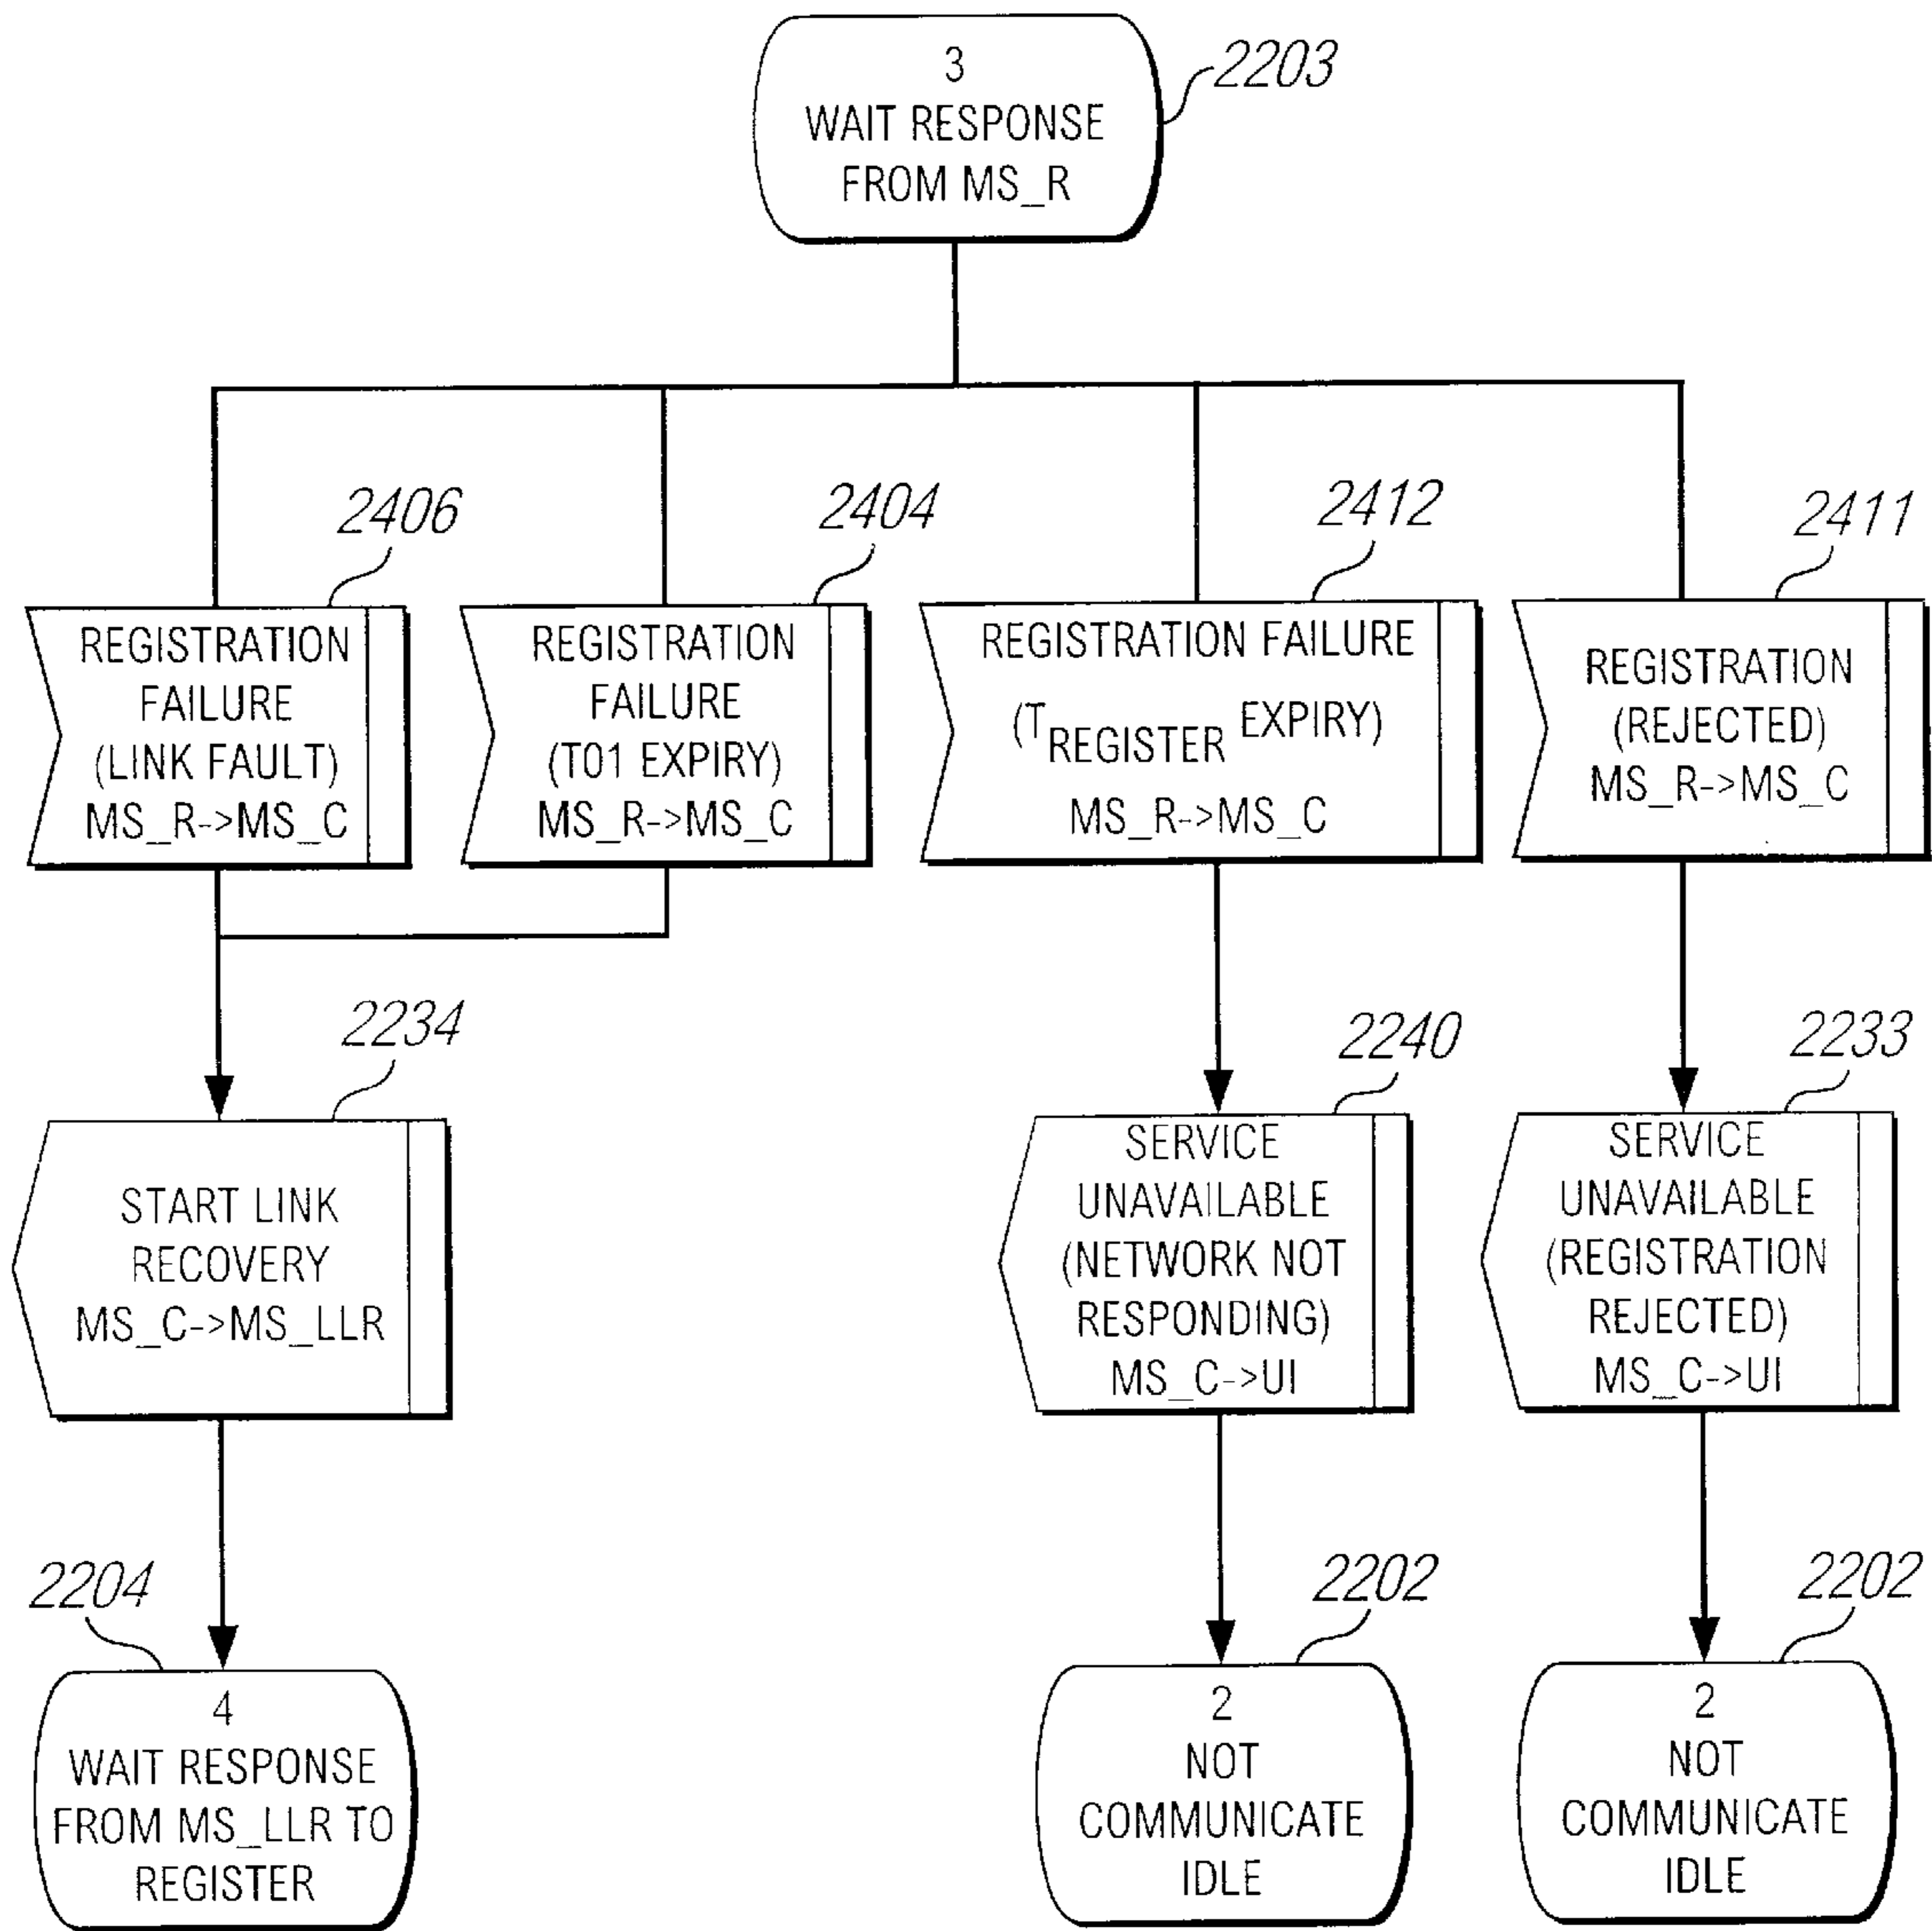 3
WAIT RESPONSE
FROM MS_R
2203
2406
2404
2412
2411
REGISTRATION
FAILURE
(LINK FAULT)
MS_R->MS_C
REGISTRATION
FAILURE
(T01 EXPIRY)
MS_R->MS_C
REGISTRATION FAILURE
(TREGISTER EXPIRY)
MS_R->MS_C
REGISTRATION
(REJECTED)
MS_R->MS_C
2234
2240
2233
START LINK
RECOVERY
MS_C->MS_LLR
SERVICE
UNAVAILABLE
(NETWORK NOT
RESPONDING)
MS_C->UI
SERVICE
UNAVAILABLE
(REGISTRATION
REJECTED)
MS_C->UI
2204
2202
2202
4
WAIT RESPONSE
FROM MS_LLR TO
REGISTER
2
NOT
COMMUNICATE
IDLE
2
NOT
COMMUNICATE
IDLE